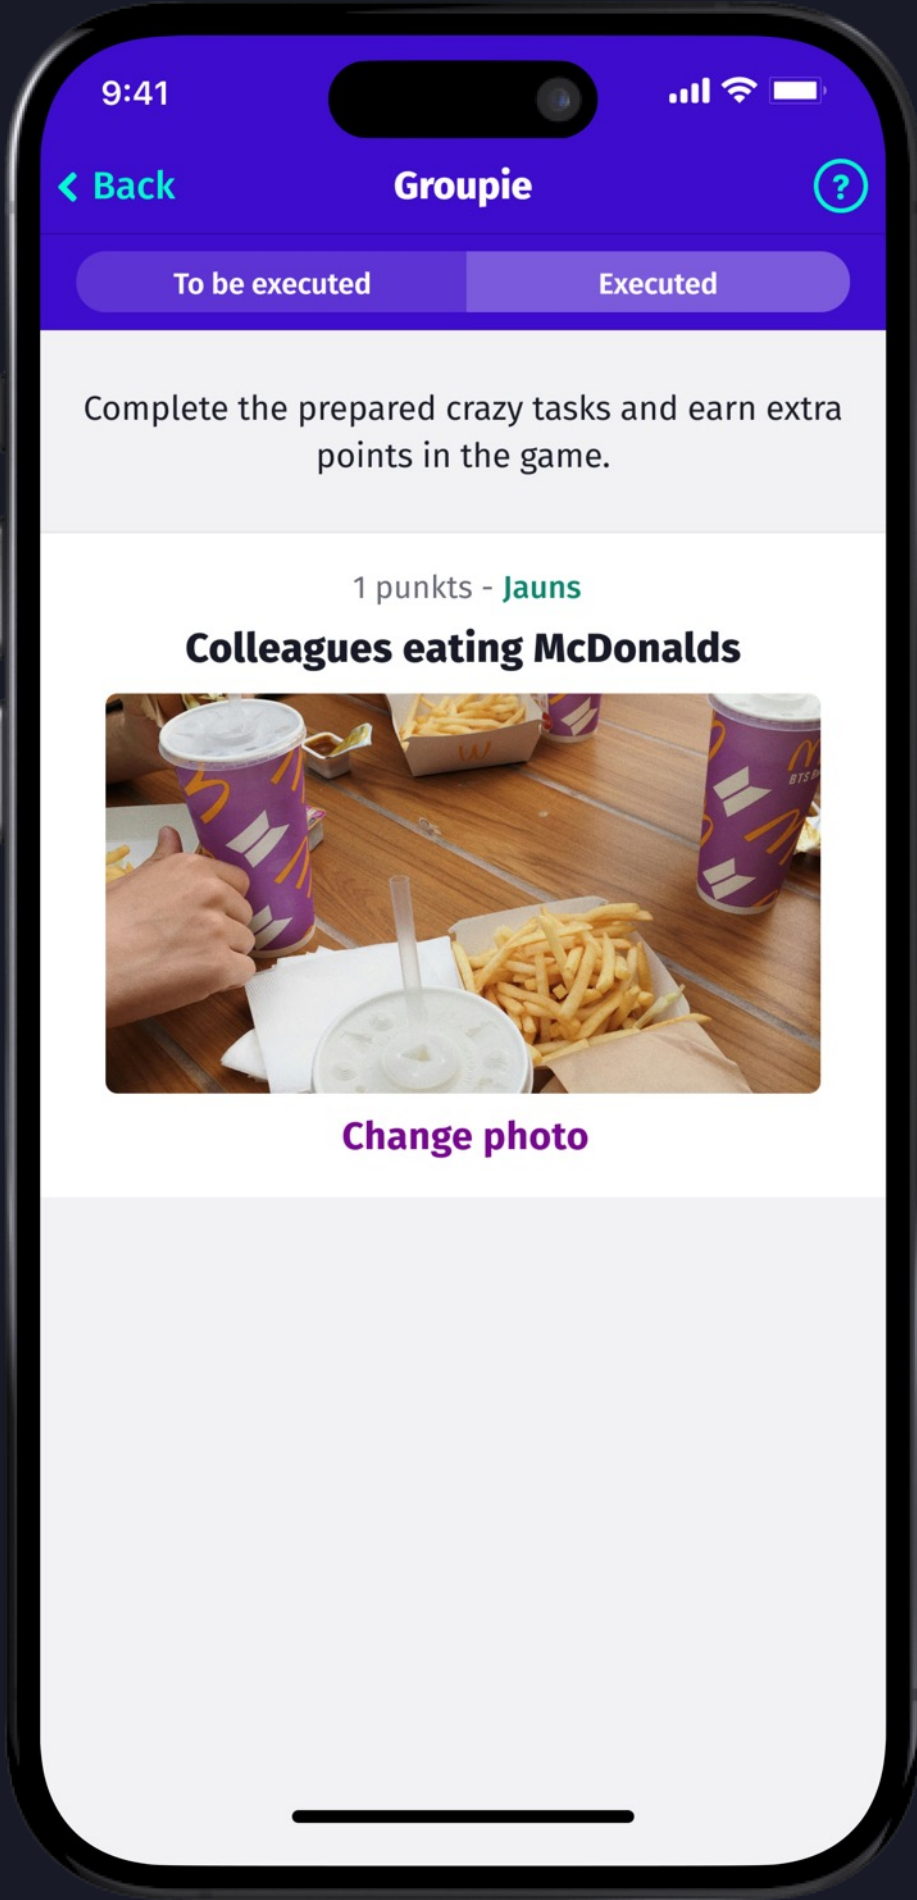 9:41
Back
Groupie
?
To be executed
Executed
Complete the prepared crazy tasks and earn extra
points in the game.
1 punkts - Jauns
Colleagues eating McDonalds
BTS
Change photo